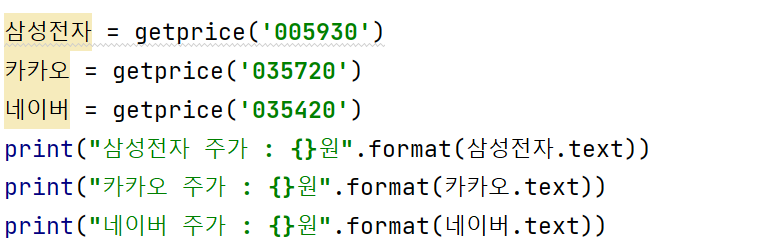 삼성전자 = getprice('005930')
카카오 = getprice('035720')
네이버 = getprice('035420')
print("삼성전자 주가 : {}원".format(삼성전자.text))
print("카카오 주가 : {}원".format(카카오.text))
print("네이버 주가 : {}원".format(네이버.text))